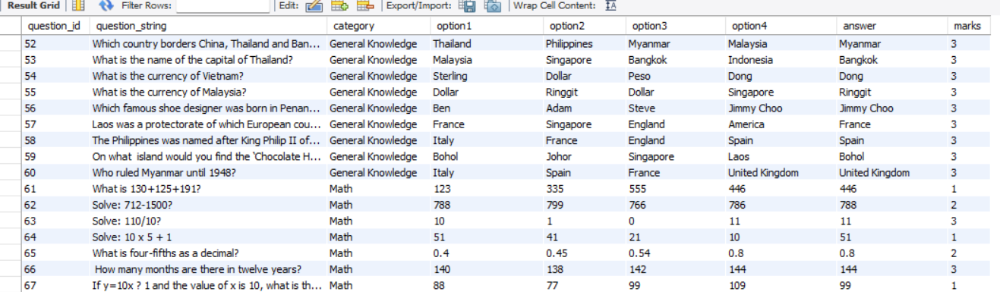 Result Grid Filter Rows: Edit: Export/Import: Wrap Cell Content: IA
question_id question_string category option1 option2 option3 option4 answer marks
52 Which country borders China, Thailand and Ban... General Knowledge Thailand Philippines Myanmar Malaysia Myanmar 3
53 What is the name of the capital of Thailand? General Knowledge Malaysia Singapore Bangkok Indonesia Bangkok 3
54 What is the currency of Vietnam? General Knowledge Sterling Dollar Peso Dong Dong 3
55 What is the currency of Malaysia? General Knowledge Dollar Ringgit Dollar Singapore Ringgit 3
56 Which famous shoe designer was born in Penan... General Knowledge Ben Adam Steve Jimmy Choo Jimmy Choo 3
57 Laos was a protectorate of which European cou... General Knowledge France Singapore England America France 3
58 The Philippines was named after King Philip II of... General Knowledge Italy France England Spain Spain 3
59 On what island would you find the 'Chocolate H... General Knowledge Bohol Johor Singapore Laos Bohol 3
60 Who ruled Myanmar until 1948? General Knowledge Italy Spain France United Kingdom United Kingdom 3
61 What is 130+125+191? Math 123 335 555 446 446 1
62 Solve: 712-1500? Math 788 799 766 786 788 2
63 Solve: 110/10? Math 10 1 0 11 11 3
64 Solve: 10 x 5 + 1 Math 51 41 21 10 51 1
65 What is four-fifths as a decimal? Math 0.4 0.45 0.54 0.8 0.8 2
66 How many months are there in twelve years? Math 140 138 142 144 144 3
67 If y=10x ? 1 and the value of x is 10, what is th... Math 88 77 99 109 99 1